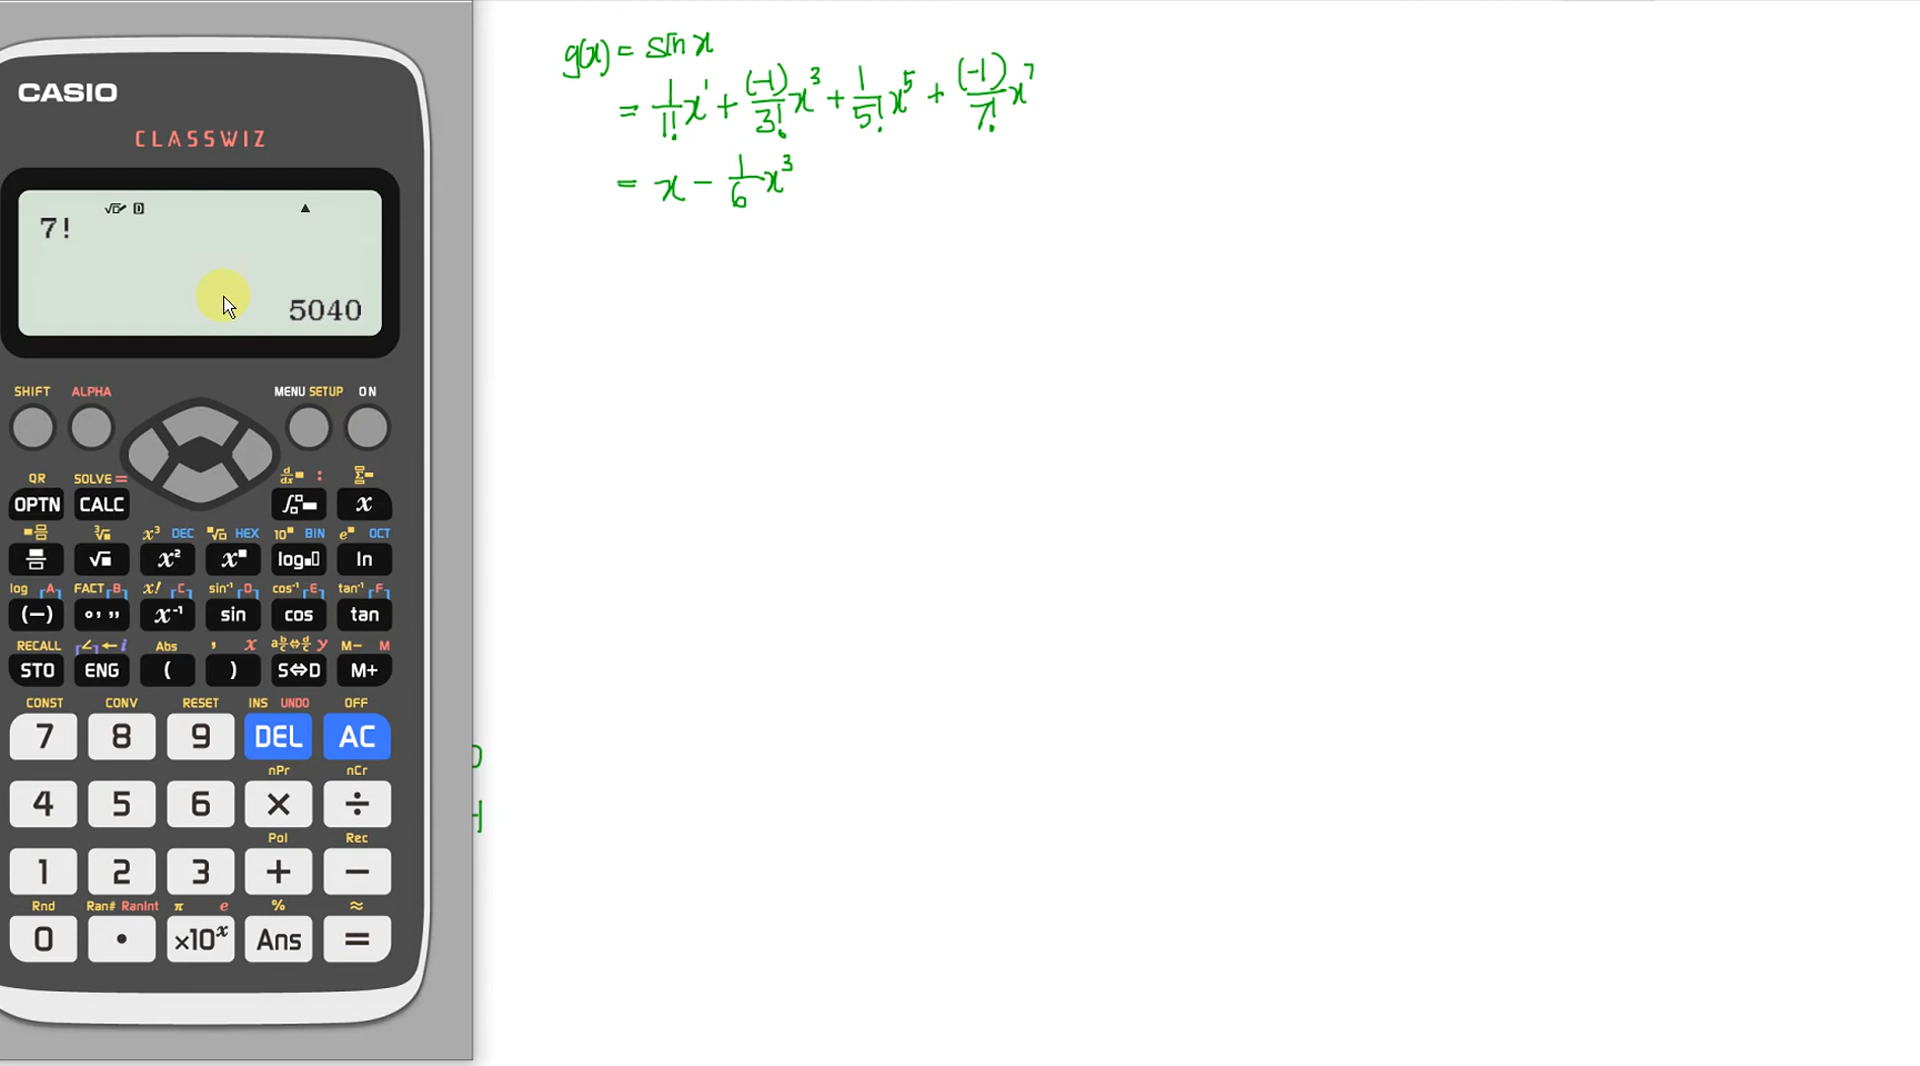 CASIO
CLASSWIZ
7!
5040
SHIFT ALPHA MENU SETUP ON
QR SOLVE = d/dx : Σ
OPTN CALC ∫ x
³√ x³ DEC √ HEX 10 BIN e OCT
√ x² x log ln
log A FACT B x! C sin⁻¹ D cos⁻¹ E tan⁻¹ F
(−) ° ’ ” x⁻¹ sin cos tan
RECALL ∠ ← i Abs , x a b/c⇔d/c y M− M
STO ENG ( ) S⇔D M+
CONST CONV RESET INS UNDO OFF
7 8 9 DEL AC
nPr nCr
4 5 6 × ÷
Pol Rec
1 2 3 + −
Rnd Ran# RanInt π e % ≈
0 • ×10ˣ Ans =
g(x) = sin x
= 1/1! x¹ + (-1)/3! x³ + 1/5! x⁵ + (-1)/7! x⁷
= x − 1/6 x³